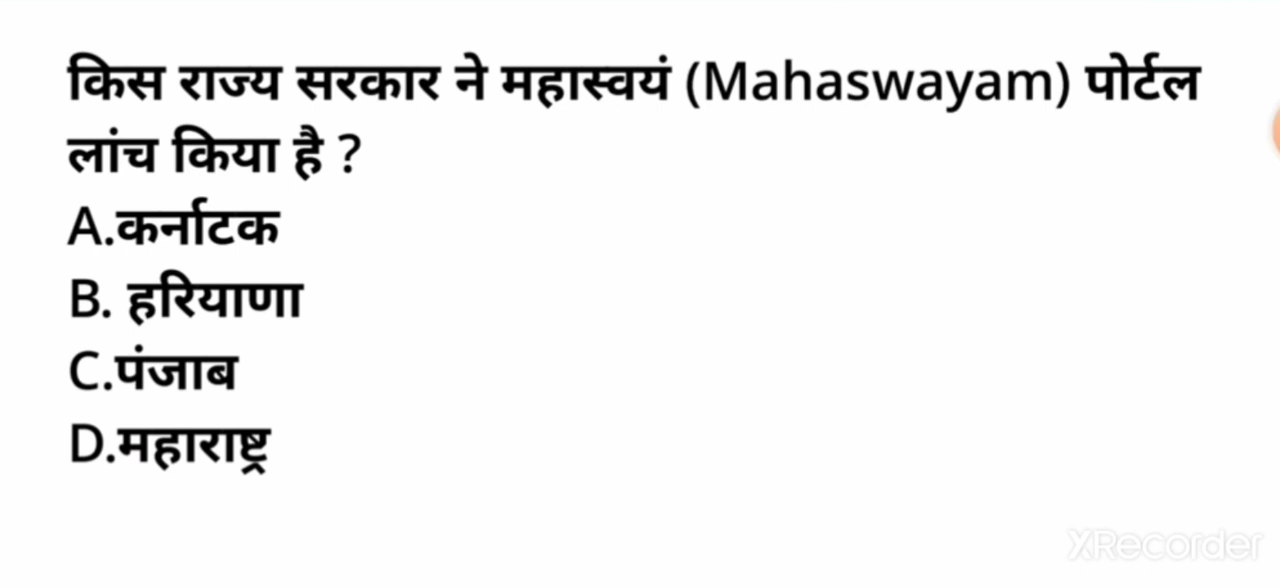 किस राज्य सरकार ने महास्वयं (Mahaswayam) पोर्टल
लांच किया है ?
A.कर्नाटक
B. हरियाणा
C.पंजाब
D.महाराष्ट्र
XRecorder